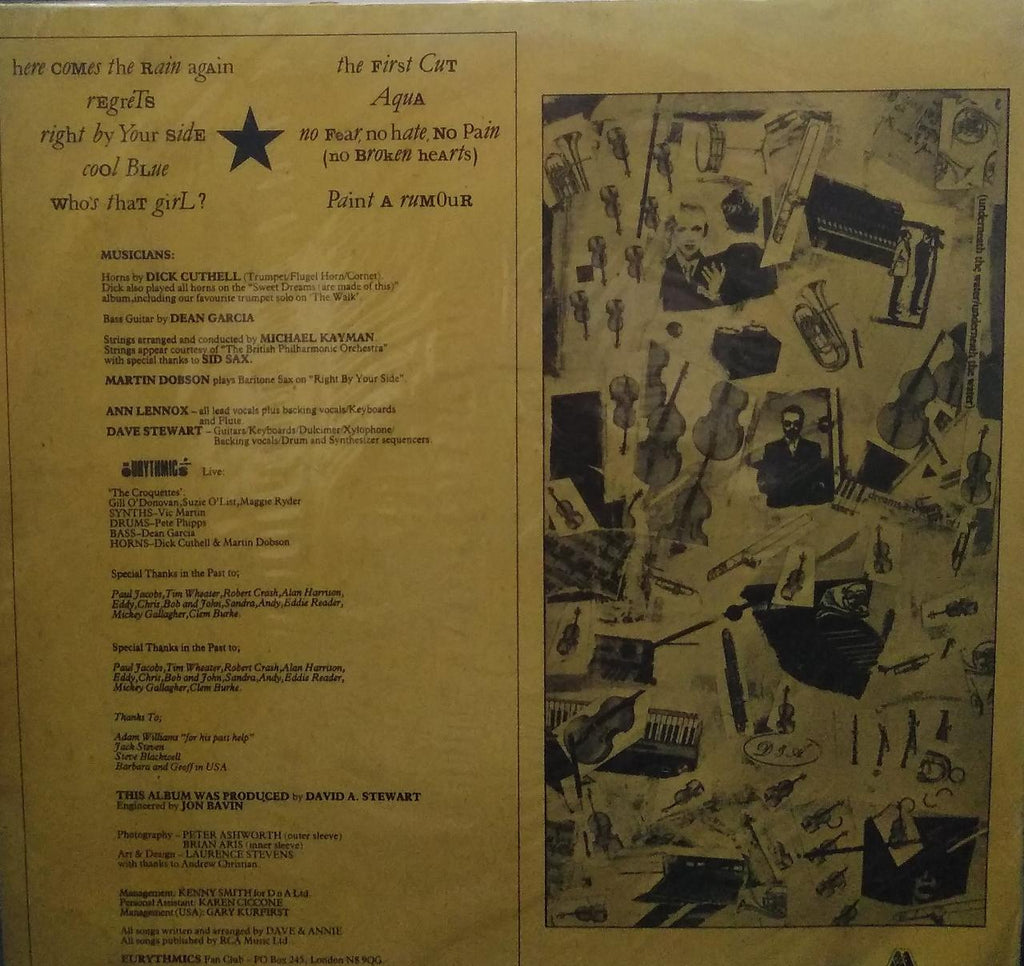 here COMEs the Rain again
rEgreTs
right by Your sidE
cool BLue
who's thaT girL?
the First CuT
AquA
no Fear, no hate, No Pain
(no Broken heArts)
Paint A ruMOuR
MUSICIANS:
Horns by DICK CUTHELL (Trumpet/Flugel Horn/Cornet).
Dick also played all horns on the "Sweet Dreams (are made of this)"
album,including our favourite trumpet solo on 'The Walk'.
Bass Guitar by DEAN GARCIA
Strings arranged and conducted by MICHAEL KAYMAN.
Strings appear courtesy of "The British Philharmonic Orchestra"
with special thanks to SID SAX.
MARTIN DOBSON plays Baritone Sax on "Right By Your Side".
ANN LENNOX – all lead vocals plus backing vocals/Keyboards
and Flute.
DAVE STEWART – Guitars/Keyboards/Dulcimer/Xylophone/
Backing vocals/Drum and Synthesizer sequencers.
EURYTHMICS Live:
'The Croquettes':
Gill O'Donovan,Suzie O'List,Maggie Ryder
SYNTHS–Vic Martin
DRUMS–Pete Phipps
BASS–Dean Garcia
HORNS–Dick Cuthell & Martin Dobson
Special Thanks in the Past to;
Paul Jacobs,Tim Wheater,Robert Crash,Alan Harrison,
Eddy,Chris,Bob and John,Sandra,Andy,Eddie Reader,
Mickey Gallagher,Clem Burke.
Special Thanks in the Past to;
Paul Jacobs,Tim Wheater,Robert Crash,Alan Harrison,
Eddy,Chris,Bob and John,Sandra,Andy,Eddie Reader,
Mickey Gallagher,Clem Burke.
Thanks To;
Adam Williams "for his past help"
Jack Steven
Steve Blackwell
Barbara and Geoff in USA
THIS ALBUM WAS PRODUCED by DAVID A. STEWART
Engineered by JON BAVIN
Photography – PETER ASHWORTH (outer sleeve)
BRIAN ARIS (inner sleeve)
Art & Design – LAURENCE STEVENS
with thanks to Andrew Christian.
Management: KENNY SMITH for D n A Ltd.
Personal Assistant: KAREN CICCONE
Management (USA): GARY KURFIRST
All songs written and arranged by DAVE & ANNIE
All songs published by RCA Music Ltd
EURYTHMICS Fan Club – PO Box 245, London N8 9QG
(underneath the water/underneath the water)
dreams are made of